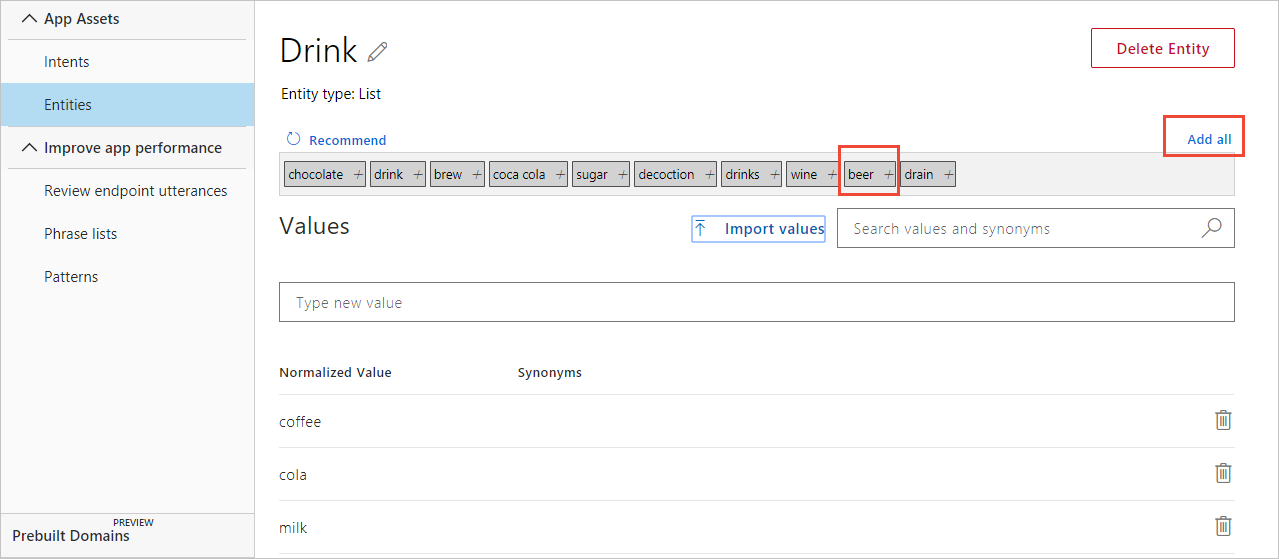 App Assets
Intents
Entities
Improve app performance
Review endpoint utterances
Phrase lists
Patterns
PREVIEW
Prebuilt Domains
Drink
Delete Entity
Entity type: List
Recommend
Add all
chocolate + drink + brew + coca cola + sugar + decoction + drinks + wine + beer + drain +
Values
Import values
Search values and synonyms
Type new value
Normalized Value Synonyms
coffee
cola
milk